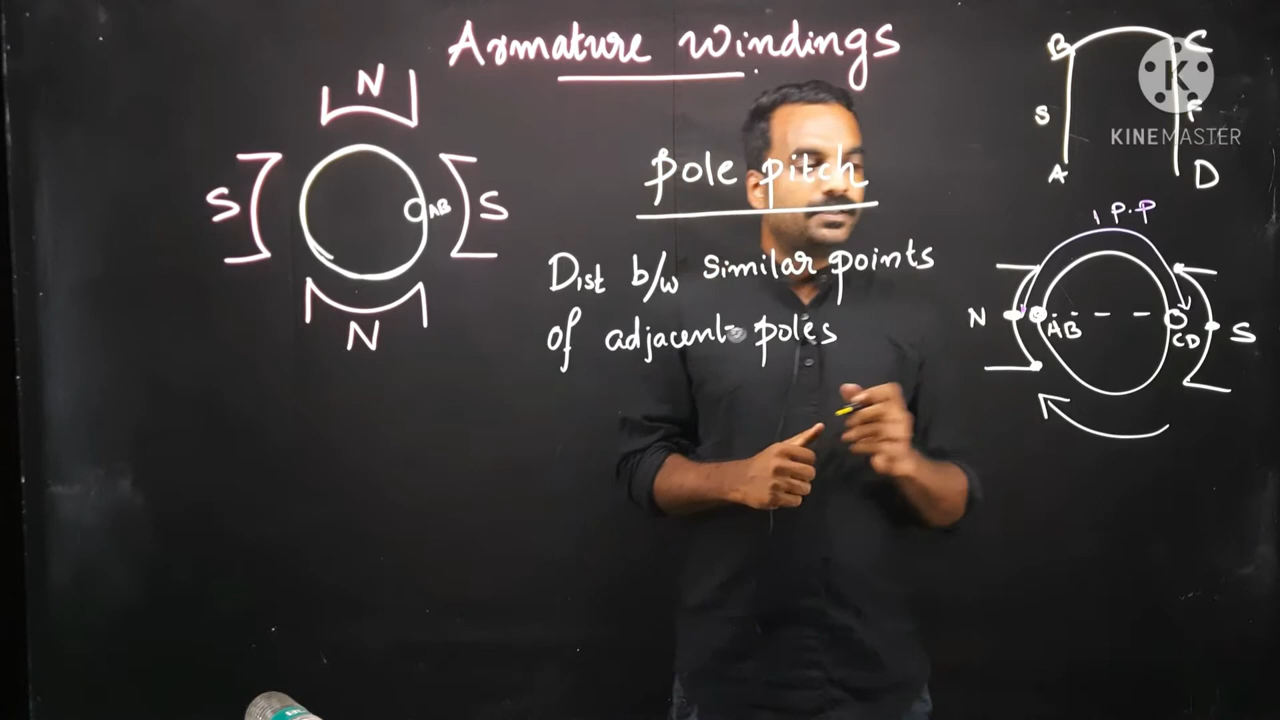 Armature windings
N
S
AB
S
N
pole pitch
Dist b/w similar points
of adjacent poles
B
C
S
F
A
D
K
KINEMASTER
1 P.P
N
AB
CD
S